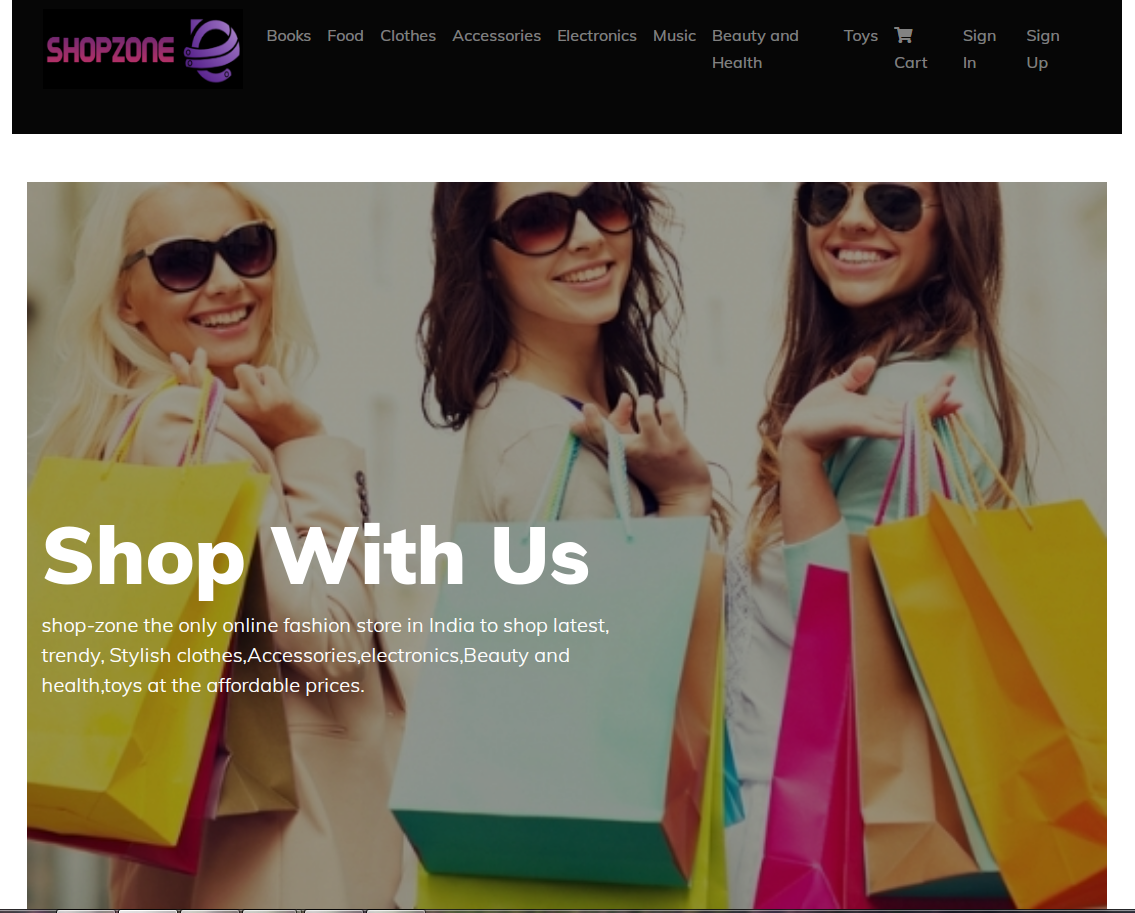 SHOPZONE
Books Food Clothes Accessories Electronics Music Beauty and Health Toys Cart Sign In Sign Up
Shop With Us
shop-zone the only online fashion store in India to shop latest,
trendy, Stylish clothes,Accessories,electronics,Beauty and
health,toys at the affordable prices.